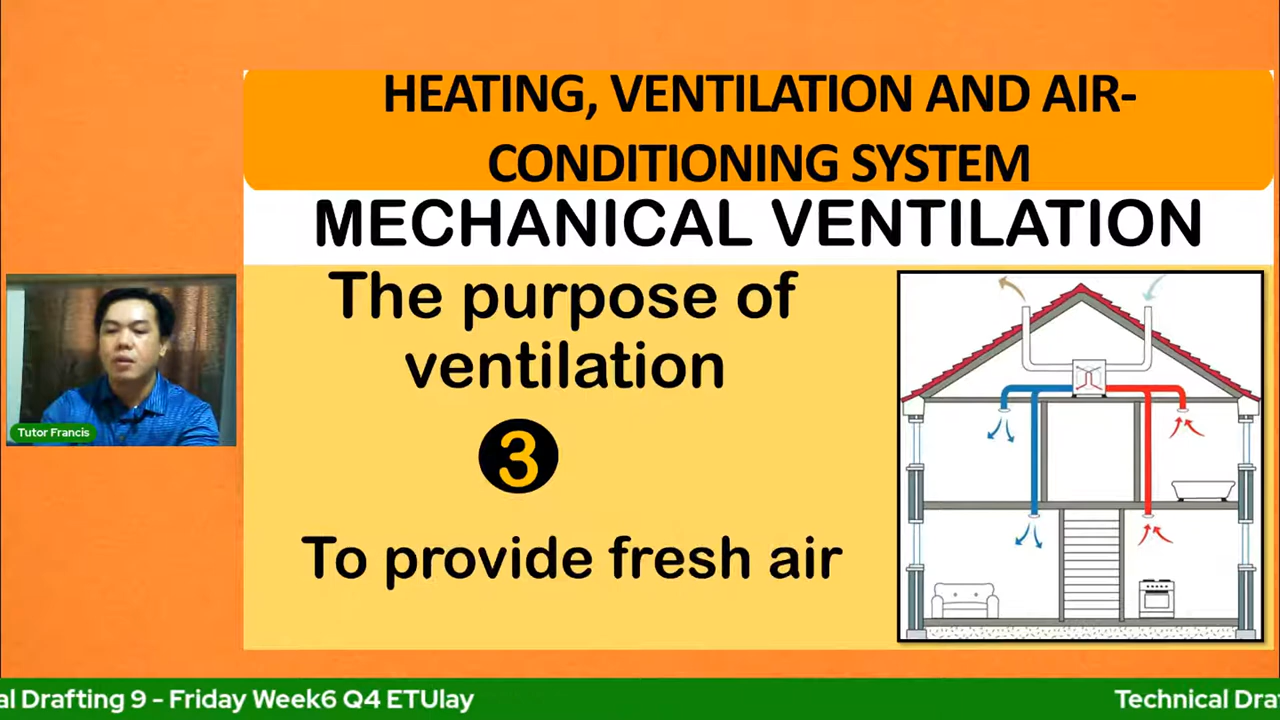 HEATING, VENTILATION AND AIR-
CONDITIONING SYSTEM
MECHANICAL VENTILATION
The purpose of
ventilation
3
To provide fresh air
Tutor Francis
al Drafting 9 - Friday Week6 Q4 ETUlay
Technical Dra